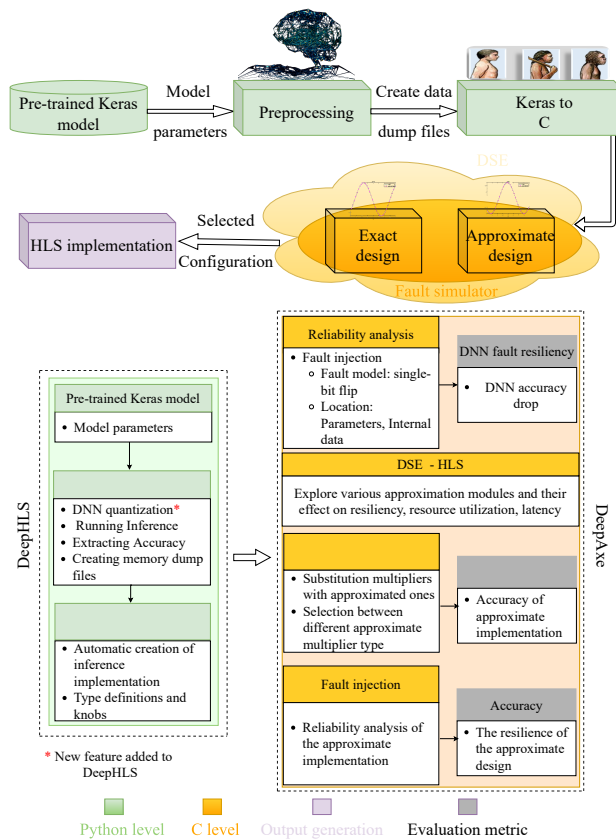 Pre-trained Keras
model
Model
parameters
Preprocessing
Create data
dump files
Keras to
C
DSE
Selected
Configuration
HLS implementation
Exact
design
Approximate
design
Fault simulator
DeepHLS
Pre-trained Keras model
• Model parameters
• DNN quantization*
• Running Inference
• Extracting Accuracy
• Creating memory dump
files
• Automatic creation of
inference
implementation
• Type definitions and
knobs
* New feature added to
DeepHLS
Reliability analysis
• Fault injection
○ Fault model: single-
bit flip
○ Location:
Parameters, Internal
data
DNN fault resiliency
• DNN accuracy
drop
DSE - HLS
Explore various approximation modules and their
effect on resiliency, resource utilization, latency
• Substitution multipliers
with approximated ones
• Selection between
different approximate
multiplier type
• Accuracy of
approximate
implementation
Fault injection
• Reliability analysis of
the approximate
implementation
Accuracy
• The resilience of
the approximate
design
DeepAxe
Python level
C level
Output generation
Evaluation metric